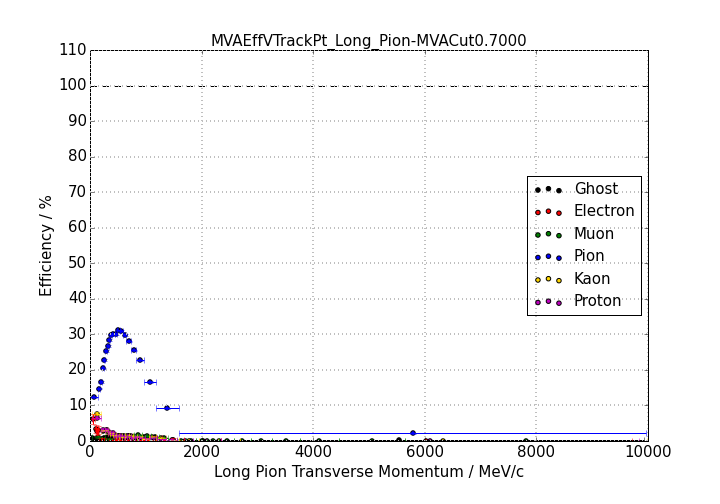 MVAEffVTrackPt_Long_Pion-MVACut0.7000
110
100
90
80
70
60
50
40
30
20
10
0
Efficiency / %
Ghost
Electron
Muon
Pion
Kaon
Proton
0 2000 4000 6000 8000 10000
Long Pion Transverse Momentum / MeV/c